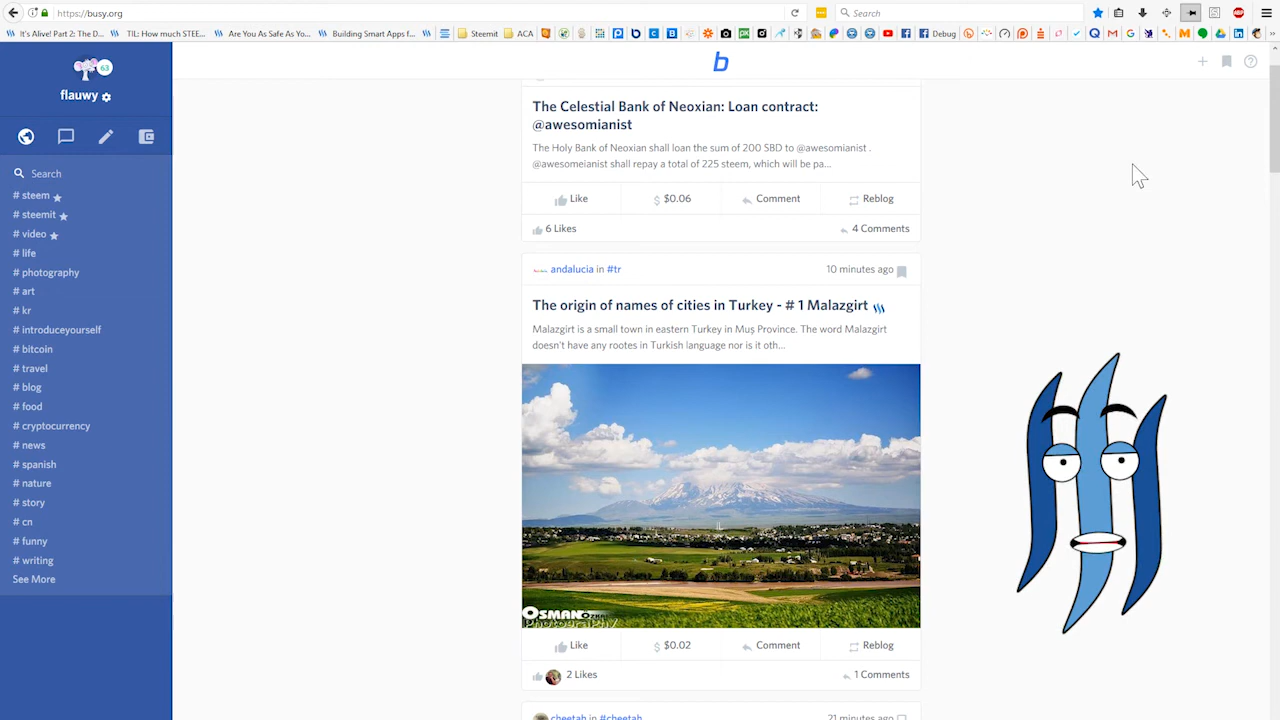 https://busy.org
Search
It's Alive! Part 2: The D...
TIL: How much STEE...
Are You As Safe As Yo...
Building Smart Apps f...
Steemit
ACA
Debug
b
63
flauwy
Search
# steem
# steemit
# video
# life
# photography
# art
# kr
# introduceyourself
# bitcoin
# travel
# blog
# food
# cryptocurrency
# news
# spanish
# nature
# story
# cn
# funny
# writing
See More
The Celestial Bank of Neoxian: Loan contract:
@awesomianist
The Holy Bank of Neoxian shall loan the sum of 200 SBD to @awesomianist .
@awesomeianist shall repay a total of 225 steem, which will be pa...
Like
$0.06
Comment
Reblog
6 Likes
4 Comments
andalucia in #tr
10 minutes ago
The origin of names of cities in Turkey - # 1 Malazgirt
Malazgirt is a small town in eastern Turkey in Muş Province. The word Malazgirt
doesn't have any rootes in Turkish language nor is it oth...
OSMAN
Photography
Like
$0.02
Comment
Reblog
2 Likes
1 Comments
cheetah in #cheetah
21 minutes ago